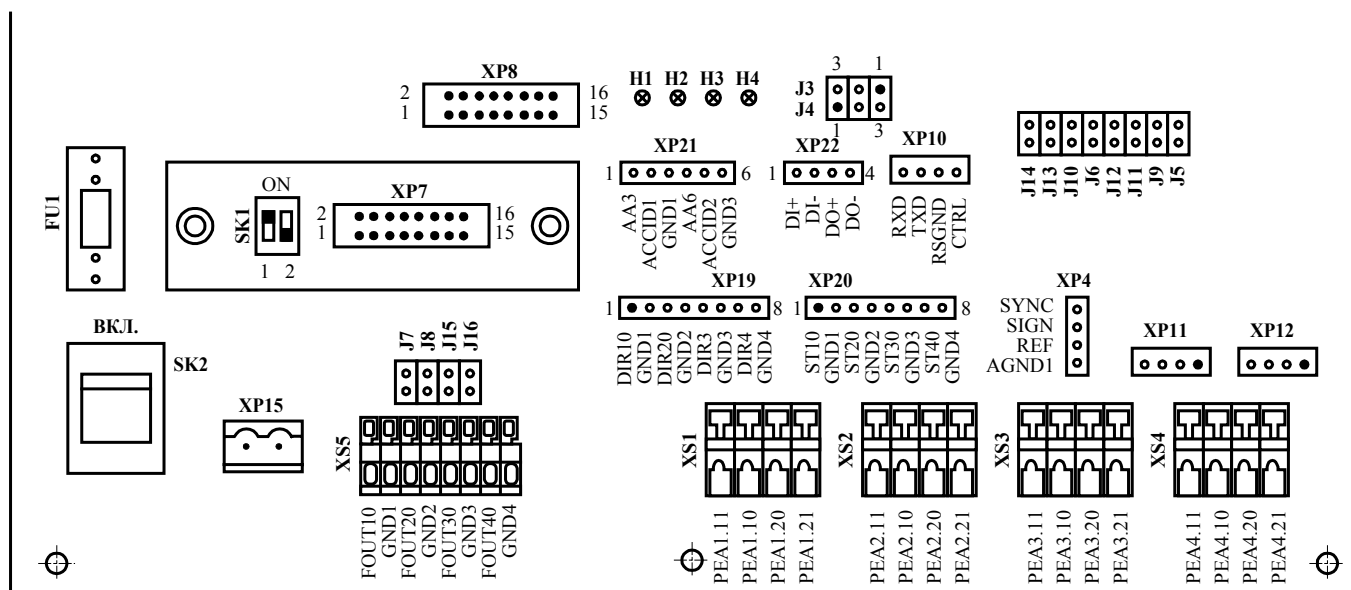 XP8
H1 H2 H3 H4
3 1
J3
J4
1 3
2 16
1 15
XP21
1 6
AA3
ACCID1
GND1
AA6
ACCID2
GND3
XP22
1 4
DI+
DI-
DO+
DO-
XP10
RXD
TXD
RSGND
CTRL
J14
J13
J10
J6
J12
J11
J9
J5
FU1
SK1
ON
1 2
XP7
2 16
1 15
XP19
1 8
DIR10
GND1
DIR20
GND2
DIR3
GND3
DIR4
GND4
XP20
1 8
ST10
GND1
ST20
GND2
ST30
GND3
ST40
GND4
XP4
SYNC
SIGN
REF
AGND1
XP11
XP12
ВКЛ.
SK2
XP15
J7
J8
J15
J16
XS5
FOUT10
GND1
FOUT20
GND2
FOUT30
GND3
FOUT40
GND4
XS1
PEA1.11
PEA1.10
PEA1.20
PEA1.21
XS2
PEA2.11
PEA2.10
PEA2.20
PEA2.21
XS3
PEA3.11
PEA3.10
PEA3.20
PEA3.21
XS4
PEA4.11
PEA4.10
PEA4.20
PEA4.21